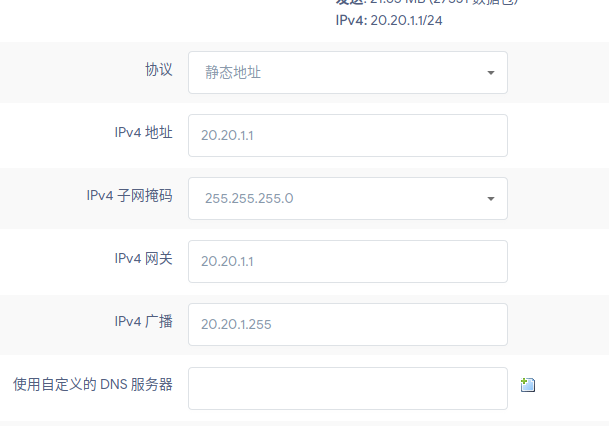 IPv4: 20.20.1.1/24
协议 静态地址
IPv4 地址 20.20.1.1
IPv4 子网掩码 255.255.255.0
IPv4 网关 20.20.1.1
IPv4 广播 20.20.1.255
使用自定义的 DNS 服务器